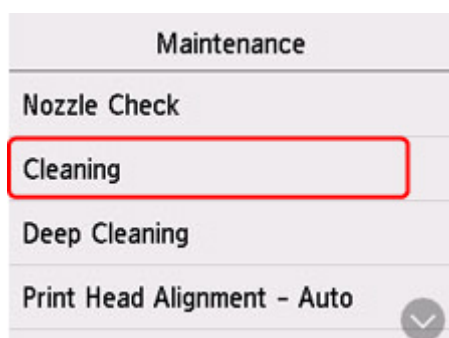 Maintenance
Nozzle Check
Cleaning
Deep Cleaning
Print Head Alignment - Auto